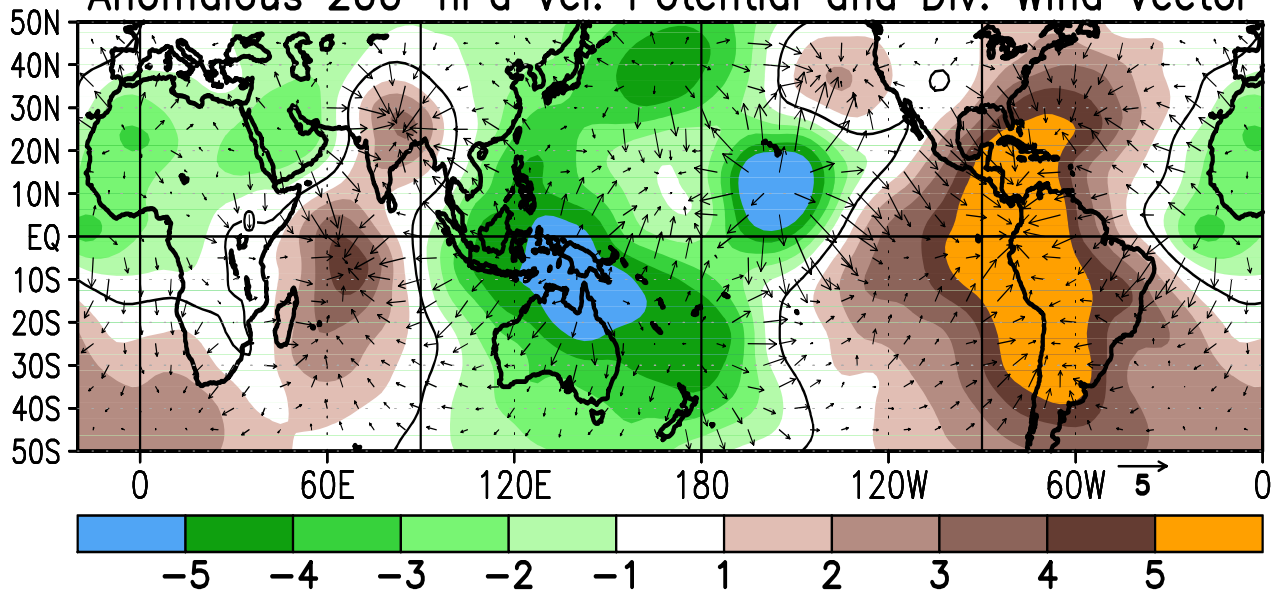 Anomalous 200-hPa Vel. Potential and Div. Wind Vector
50N
40N
30N
20N
10N
EQ
10S
20S
30S
40S
50S
0
0 60E 120E 180 120W 60W 0
5
−5 −4 −3 −2 −1 1 2 3 4 5